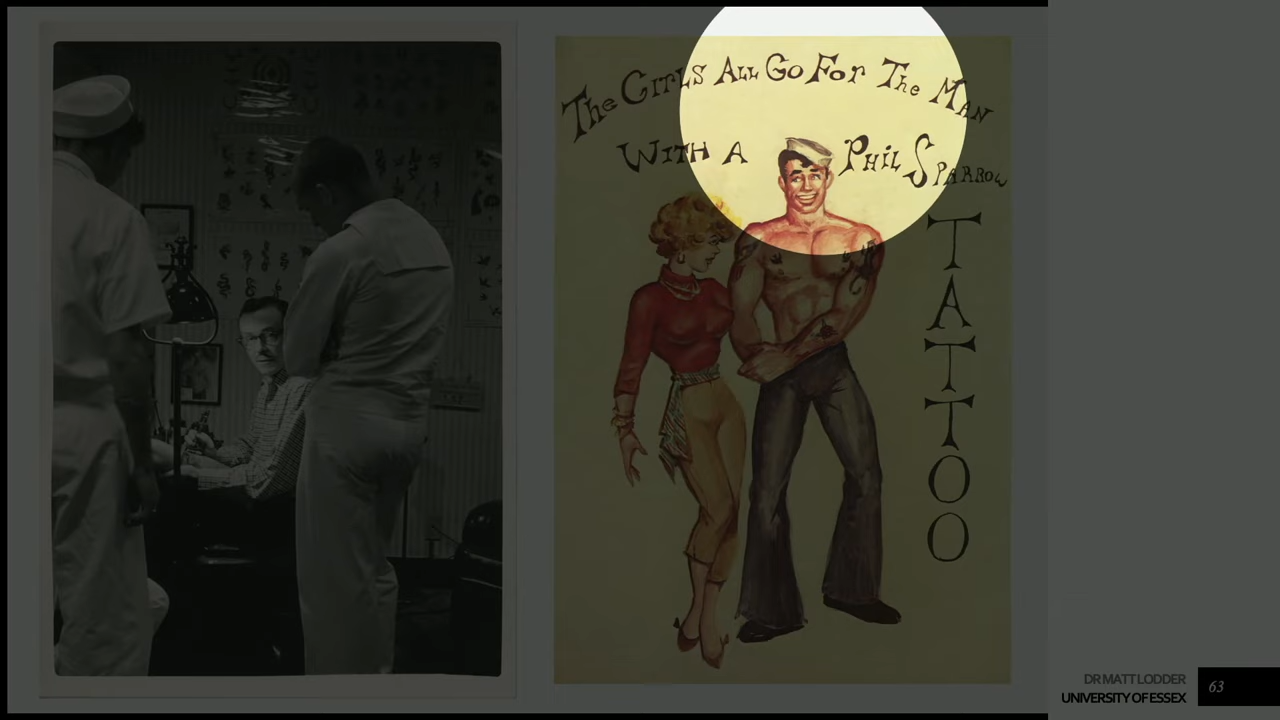 The Girls All Go For The Man
With A Phil Sparrow
TATTOO
DR MATT LODDER
UNIVERSITY OF ESSEX
63